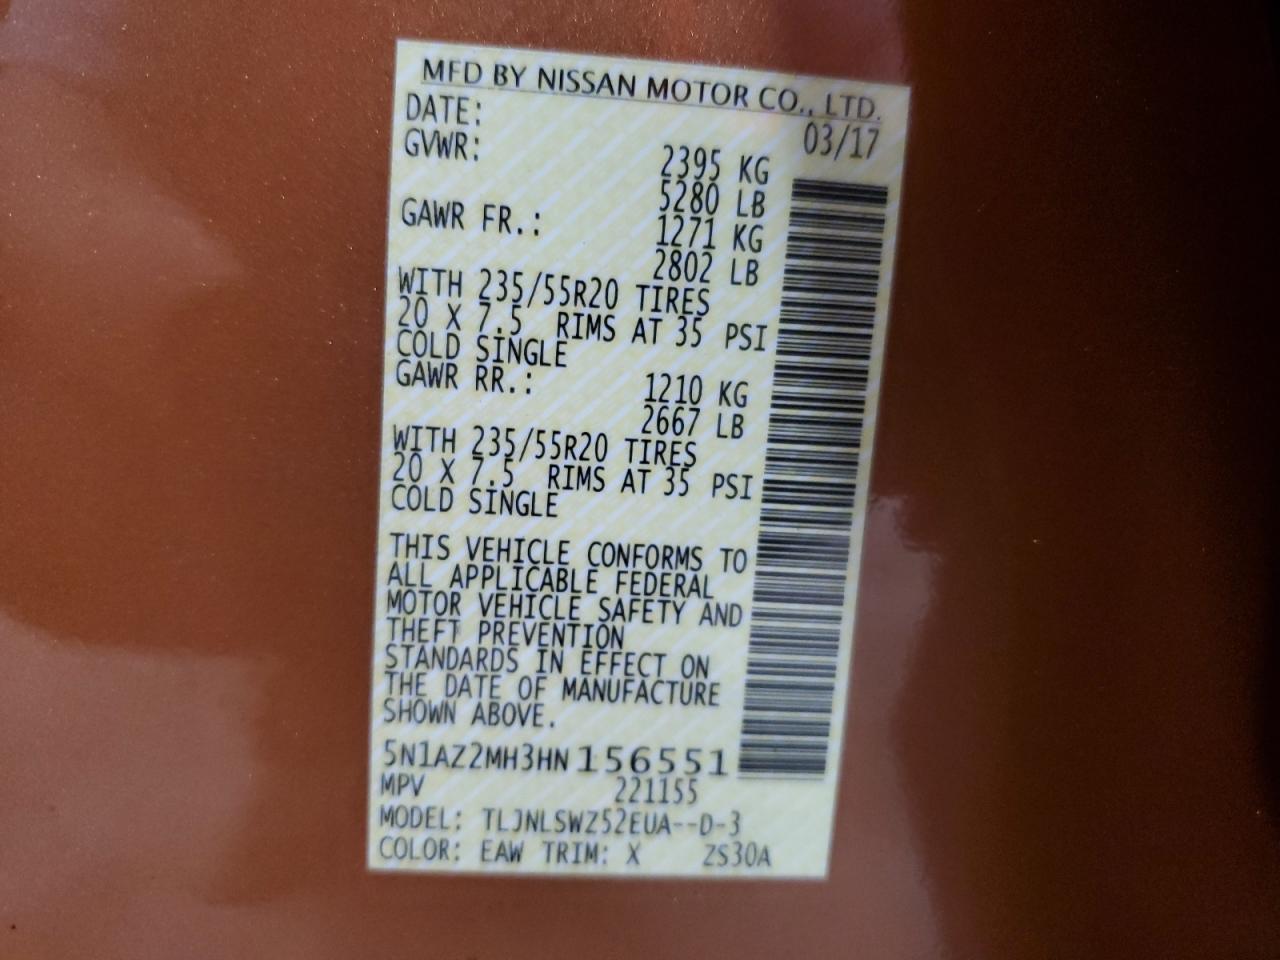 MFD BY NISSAN MOTOR CO., LTD.
DATE: 03/17
GVWR: 2395 KG
5280 LB
GAWR FR.: 1271 KG
2802 LB
WITH 235/55R20 TIRES
20 X 7.5 RIMS AT 35 PSI
COLD SINGLE
GAWR RR.: 1210 KG
2667 LB
WITH 235/55R20 TIRES
20 X 7.5 RIMS AT 35 PSI
COLD SINGLE
THIS VEHICLE CONFORMS TO
ALL APPLICABLE FEDERAL
MOTOR VEHICLE SAFETY AND
THEFT PREVENTION
STANDARDS IN EFFECT ON
THE DATE OF MANUFACTURE
SHOWN ABOVE.
5N1AZ2MH3HN156551
MPV 221155
MODEL: TLJNLSWZ52EUA--D-3
COLOR: EAW TRIM: X ZS30A